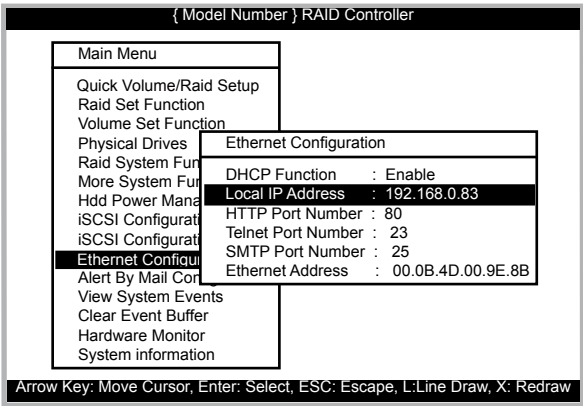 { Model Number } RAID Controller
Main Menu
Quick Volume/Raid Setup
Raid Set Function
Volume Set Function
Physical Drives
Raid System Fun
More System Fun
Hdd Power Mana
iSCSI Configurati
iSCSI Configurati
Ethernet Configu
Alert By Mail Con
View System Events
Clear Event Buffer
Hardware Monitor
System information
Ethernet Configuration
DHCP Function : Enable
Local IP Address : 192.168.0.83
HTTP Port Number : 80
Telnet Port Number : 23
SMTP Port Number : 25
Ethernet Address : 00.0B.4D.00.9E.8B
Arrow Key: Move Cursor, Enter: Select, ESC: Escape, L:Line Draw, X: Redraw